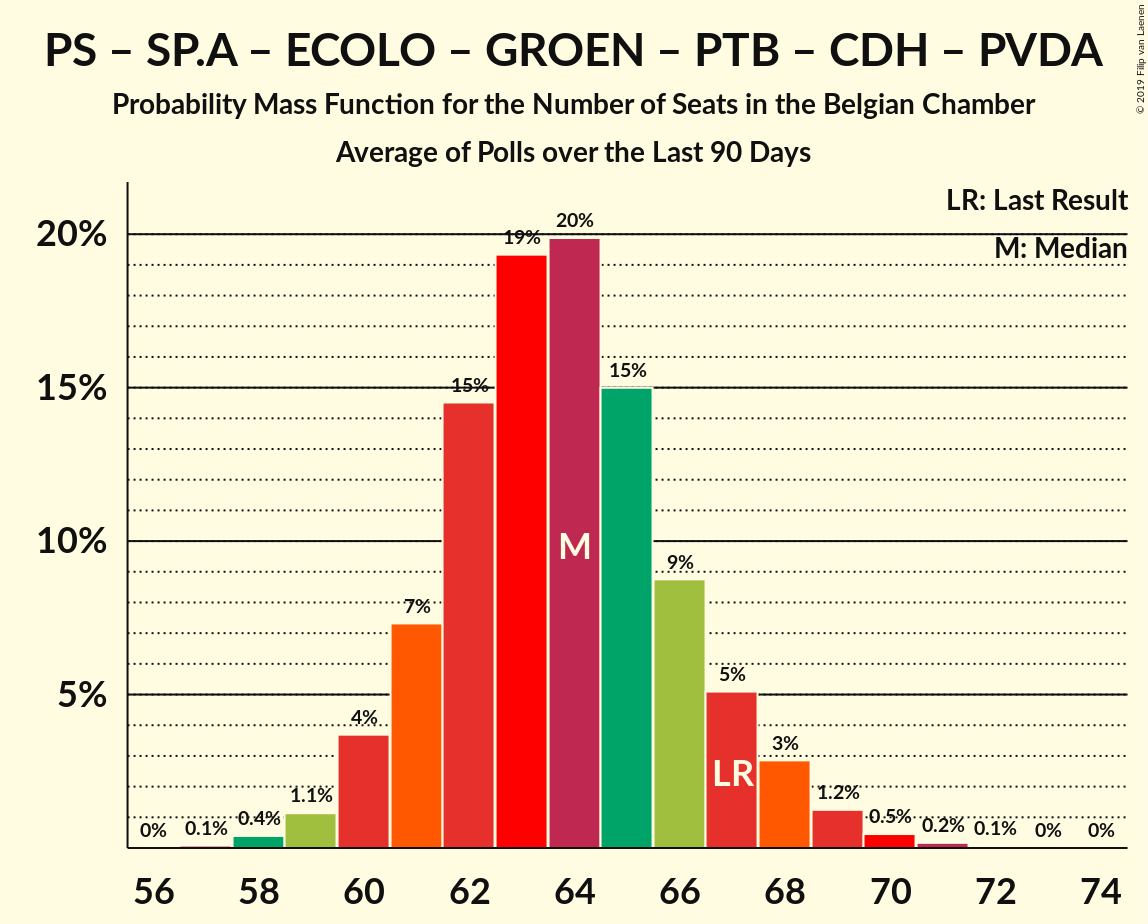 PS – SP.A – ECOLO – GROEN – PTB – CDH – PVDA
Probability Mass Function for the Number of Seats in the Belgian Chamber
Average of Polls over the Last 90 Days
© 2019 Filip van Laenen
LR: Last Result
M: Median
20%
15%
10%
5%
0%
0.1%
0.4%
1.1%
4%
7%
15%
19%
20%
15%
9%
5%
3%
1.2%
0.5%
0.2%
0.1%
0%
0%
M
LR
56 58 60 62 64 66 68 70 72 74